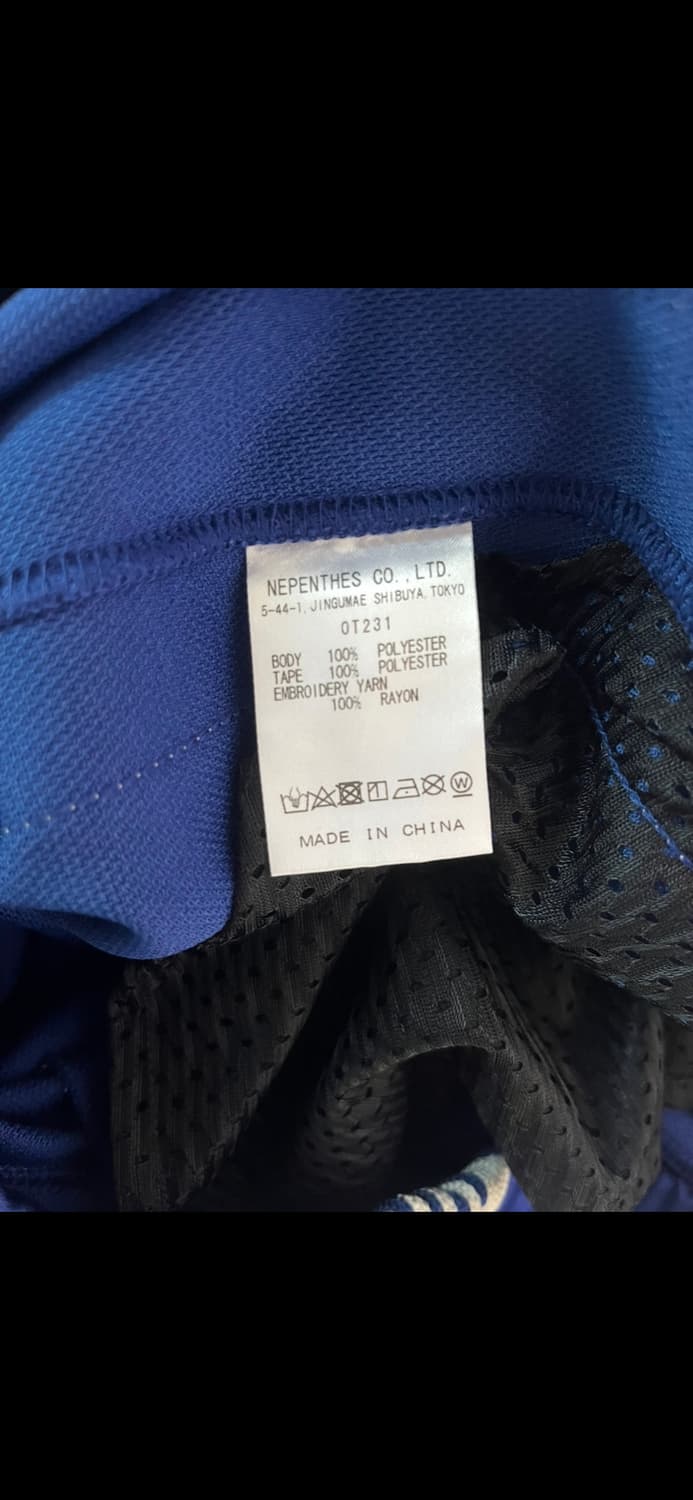 NEPENTHES CO.,LTD.
5-44-1, JINGUMAE SHIBUYA, TOKYO
OT231
BODY 100% POLYESTER
TAPE 100% POLYESTER
EMBROIDERY YARN
100% RAYON
W
MADE IN CHINA